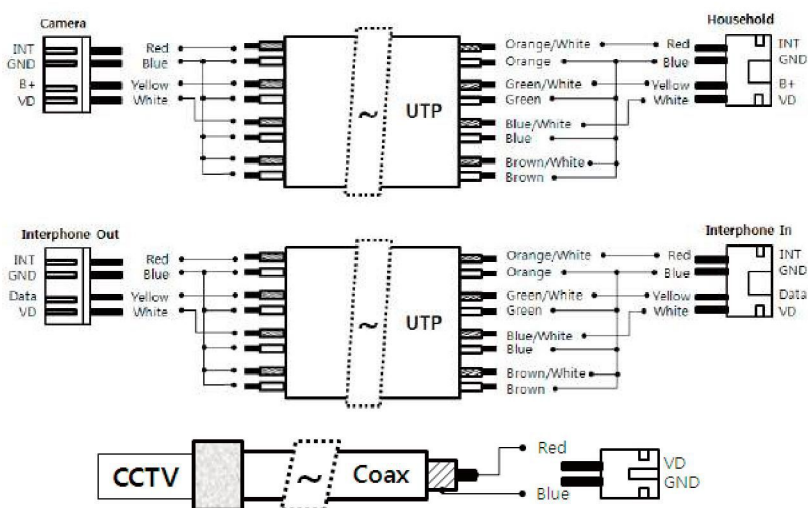 Camera
Household
INT Red Orange/White Red INT
GND Blue Orange Blue GND
B+ Yellow Green/White Yellow B+
VD White Green White VD
~ UTP
Blue/White
Blue
Brown/White
Brown
Interphone Out
Interphone In
INT Red Orange/White Red INT
GND Blue Orange Blue GND
Data Yellow Green/White Yellow Data
VD White Green White VD
~ UTP
Blue/White
Blue
Brown/White
Brown
CCTV ~ Coax Red VD
Blue GND